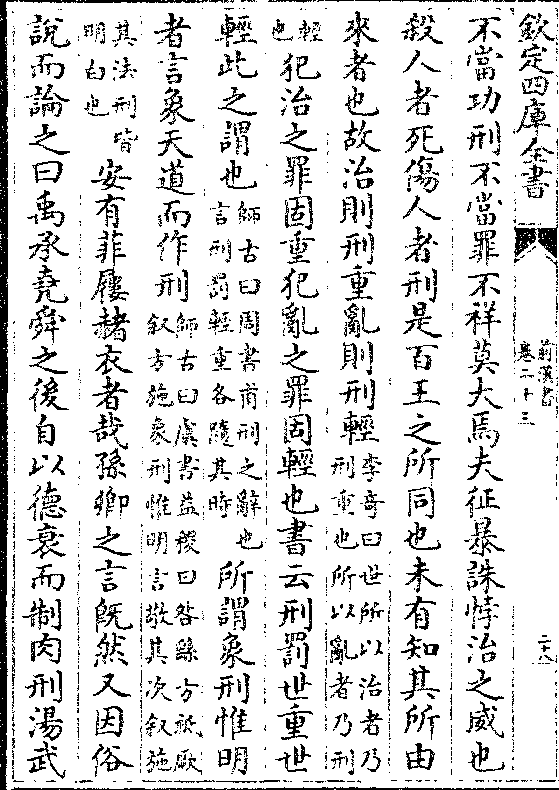 欽定四庫全書
前漢書
卷二十三
二十八
不當功刑不當罪不祥莫大焉夫征暴誅悖治之威也
殺人者死傷人者刑是百王之所同也未有知其所由
來者也故治則刑重亂則刑輕李奇曰世所以治者乃刑重也所以亂者乃刑
輕也犯治之罪固重犯亂之罪固輕也書云刑罰世重世
輕此之謂也師古曰周書甫刑之辭也言刑罰輕重各隨其時所謂象刑惟明
者言象天道而作刑師古曰虞書益稷曰咎繇方祗厥叙方施象刑惟明言敬其次叙施
其法刑皆明白也安有菲屨赭衣者哉孫卿之言既然又因俗
說而論之曰禹承堯舜之後自以德衰而制肉刑湯武